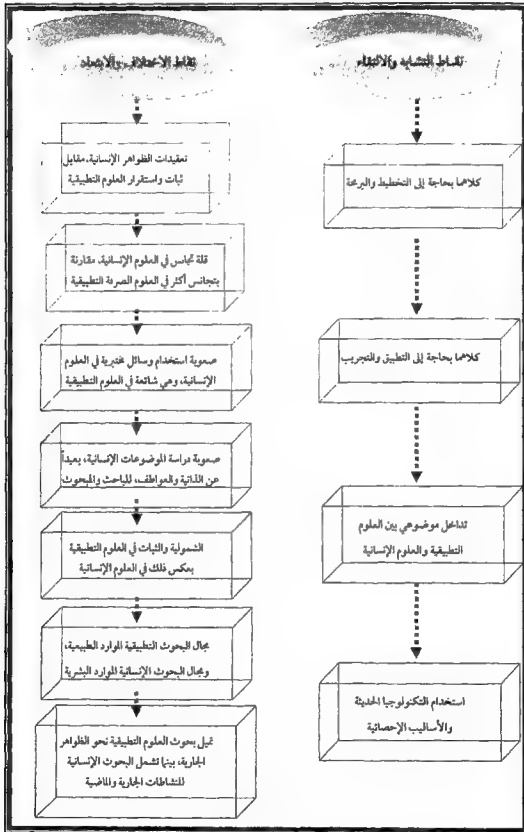 نقاط التشابه والالتقاء
كلاهما بحاجة إلى التخطيط والبرمجة
كلاهما بحاجة إلى التطبيق والتجريب
تداخل موضوعي بين العلوم
التطبيقية والعلوم الإنسانية
استخدام التكنولوجيا الحديثة
والأساليب الإحصائية
نقاط الاختلاف والابتعاد
تعقيدات الظواهر الإنسانية، مقابل
ثبات واستقرار العلوم التطبيقية
قلة تجانس في العلوم الإنسانية، مقارنة
بتجانس أكثر في العلوم الصرفة التطبيقية
صعوبة استخدام وسائل مختبرية في العلوم
الإنسانية، وهي شائعة في العلوم التطبيقية
صعوبة دراسة الموضوعات الإنسانية، بعيداً
عن الذاتية والعواطف، للباحث والمبحوث
الشمولية والثبات في العلوم التطبيقية
بعكس ذلك في العلوم الإنسانية
مجال البحوث التطبيقية الموارد الطبيعية،
ومجال البحوث الإنسانية الموارد البشرية
تميل بحوث العلوم التطبيقية نحو الظواهر
الجارية، بينما تشمل البحوث الإنسانية
للنشاطات الجارية والماضية